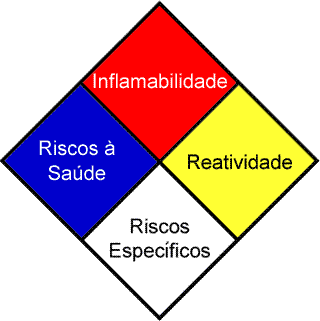 Inflamabilidade
Riscos à
Saúde
Reatividade
Riscos
Específicos